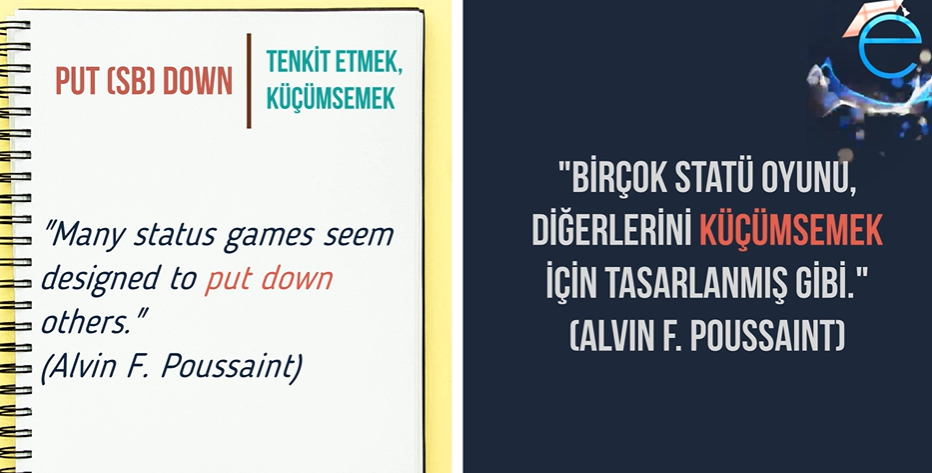 PUT (SB) DOWN
TENKİT ETMEK,
KÜÇÜMSEMEK
"Many status games seem
designed to put down
others."
(Alvin F. Poussaint)
e
"BİRÇOK STATÜ OYUNU,
DİĞERLERİNİ KÜÇÜMSEMEK
İÇİN TASARLANMIŞ GİBİ."
(ALVIN F. POUSSAINT)